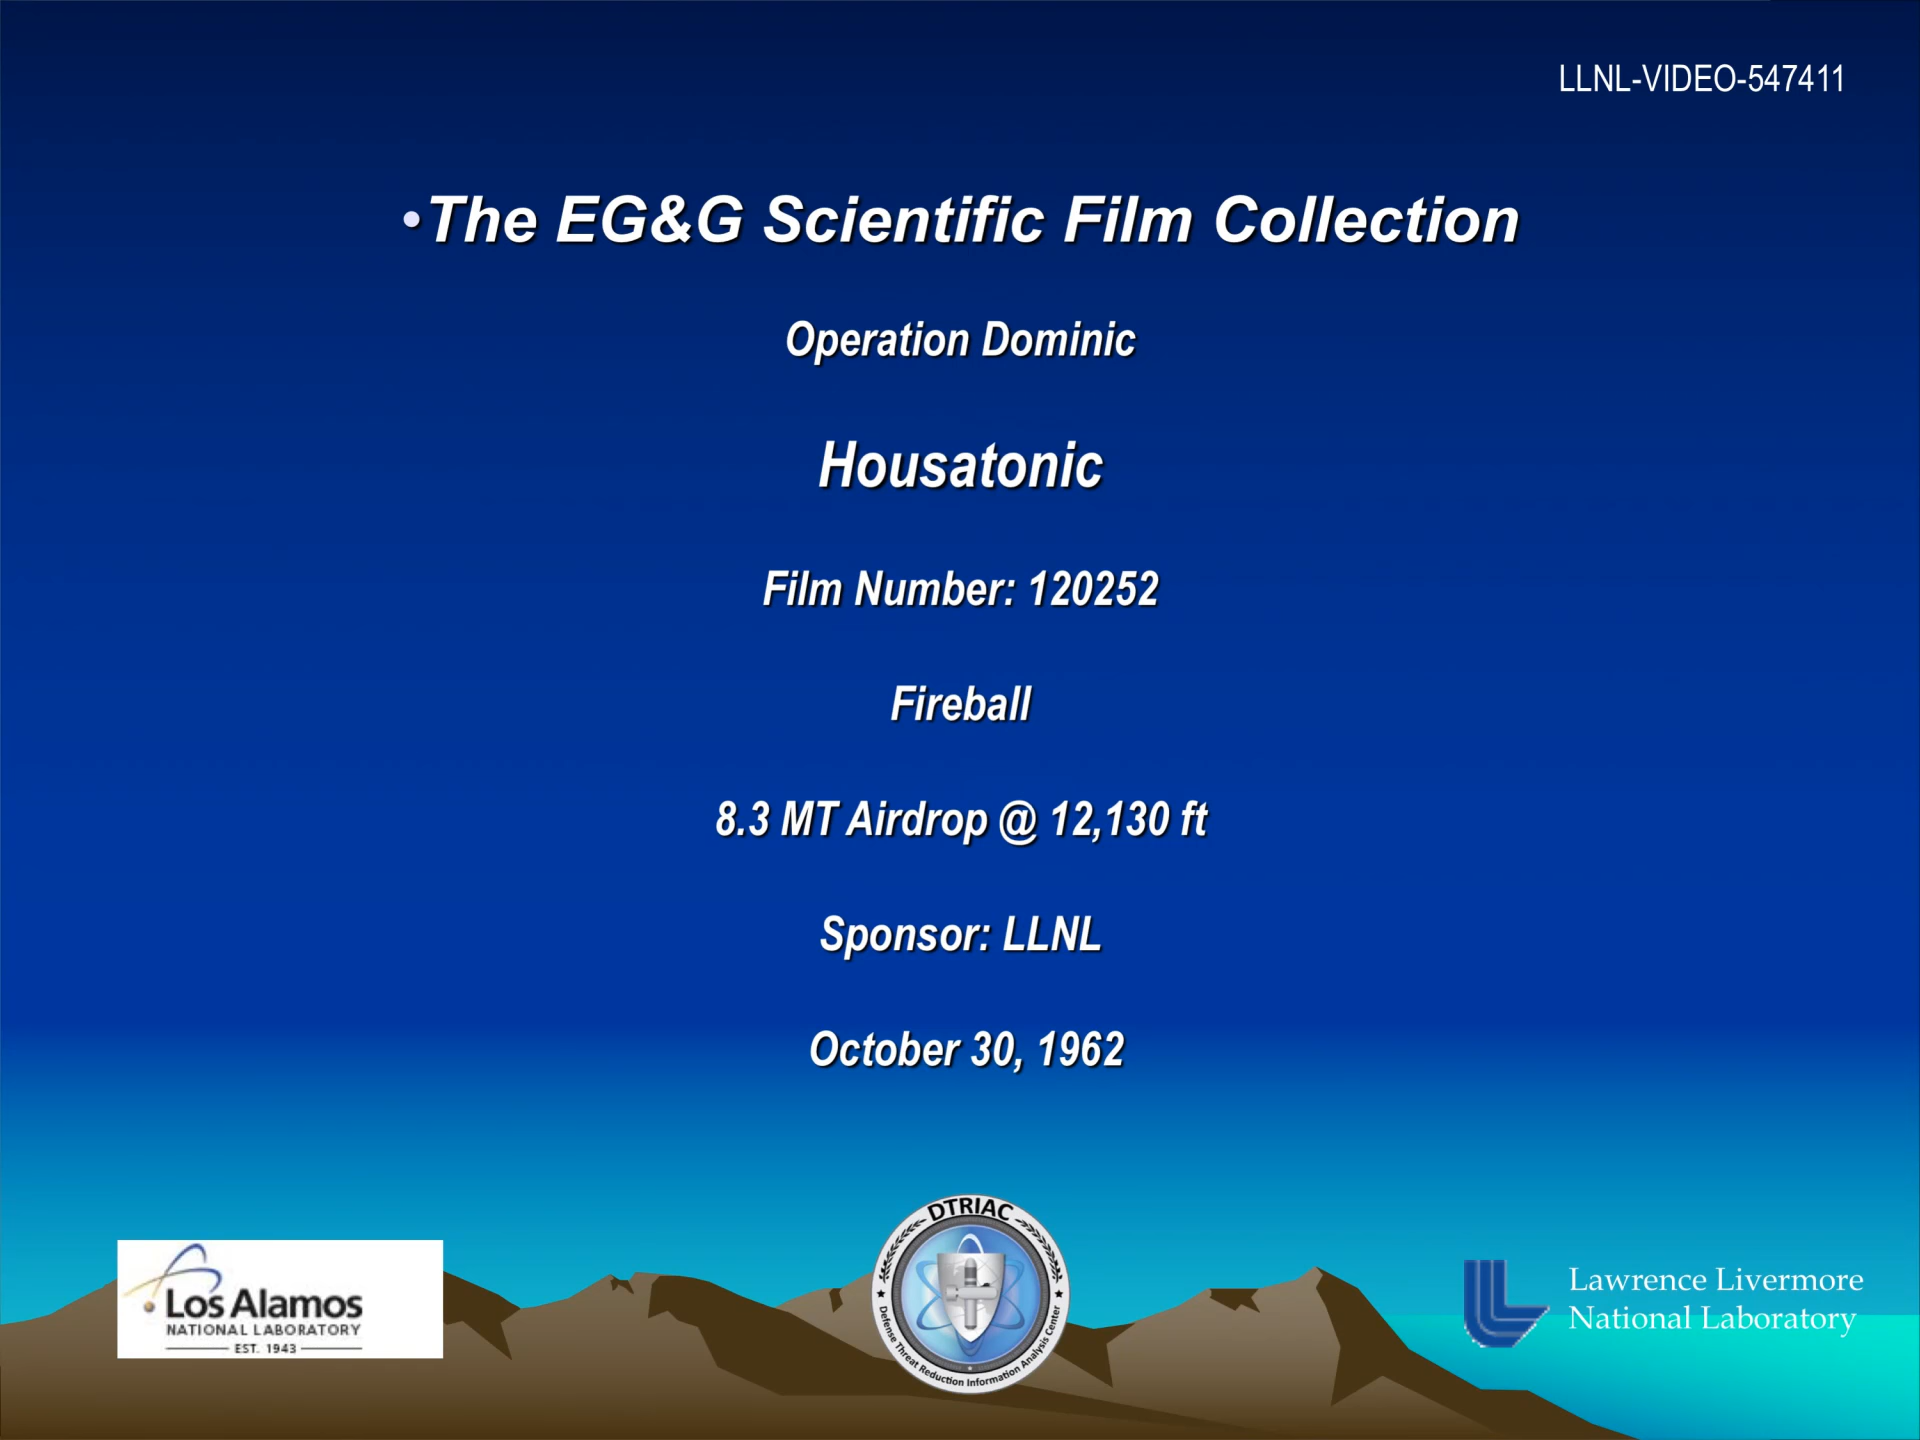 LLNL-VIDEO-547411
•The EG&G Scientific Film Collection
Operation Dominic
Housatonic
Film Number: 120252
Fireball
8.3 MT Airdrop @ 12,130 ft
Sponsor: LLNL
October 30, 1962
Los Alamos
NATIONAL LABORATORY
EST. 1943
DTRIAC
Defense Threat Reduction Information Analysis Center
Lawrence Livermore
National Laboratory